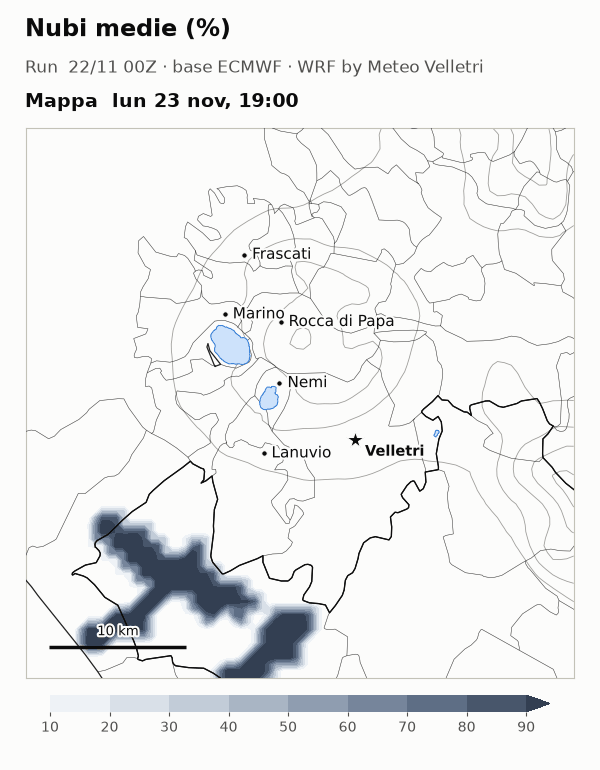 Nubi medie (%)
Run  22/11 00Z · base ECMWF · WRF by Meteo Velletri
Mappa  lun 23 nov, 19:00
Frascati
Marino
Rocca di Papa
Nemi
Velletri
Lanuvio
10 km
10 20 30 40 50 60 70 80 90